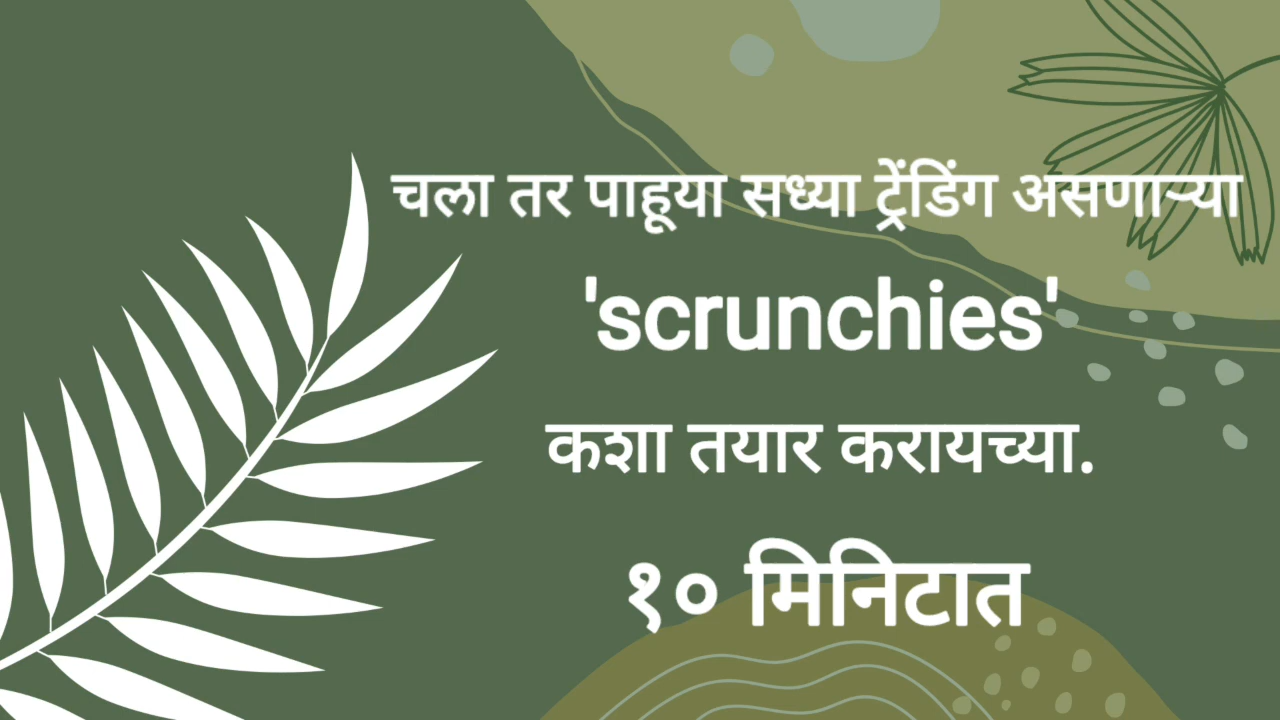 चला तर पाहूया सध्या ट्रेंडिंग असणाऱ्या
'scrunchies'
कशा तयार करायच्या.
१० मिनिटात